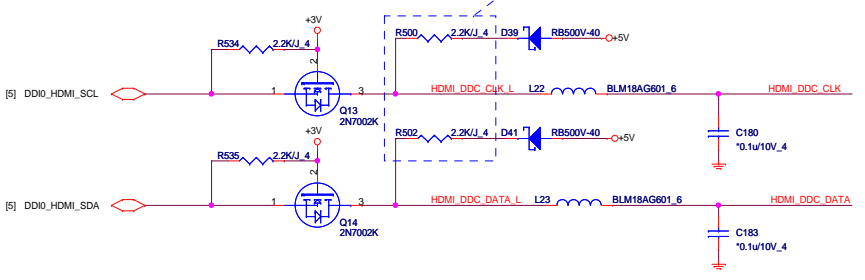 +3V
R534 2.2K/J_4
2
R500 2.2K/J_4 D39 RB500V-40
+5V
[5] DDI0_HDMI_SCL
1
3
HDMI_DDC_CLK_L L22 BLM18AG601_6 HDMI_DDC_CLK
Q13
2N7002K
C180
*0.1u/10V_4
+3V
R535 2.2K/J_4
2
R502 2.2K/J_4 D41 RB500V-40
+5V
[5] DDI0_HDMI_SDA
1
3
HDMI_DDC_DATA_L L23 BLM18AG601_6 HDMI_DDC_DATA
Q14
2N7002K
C183
*0.1u/10V_4